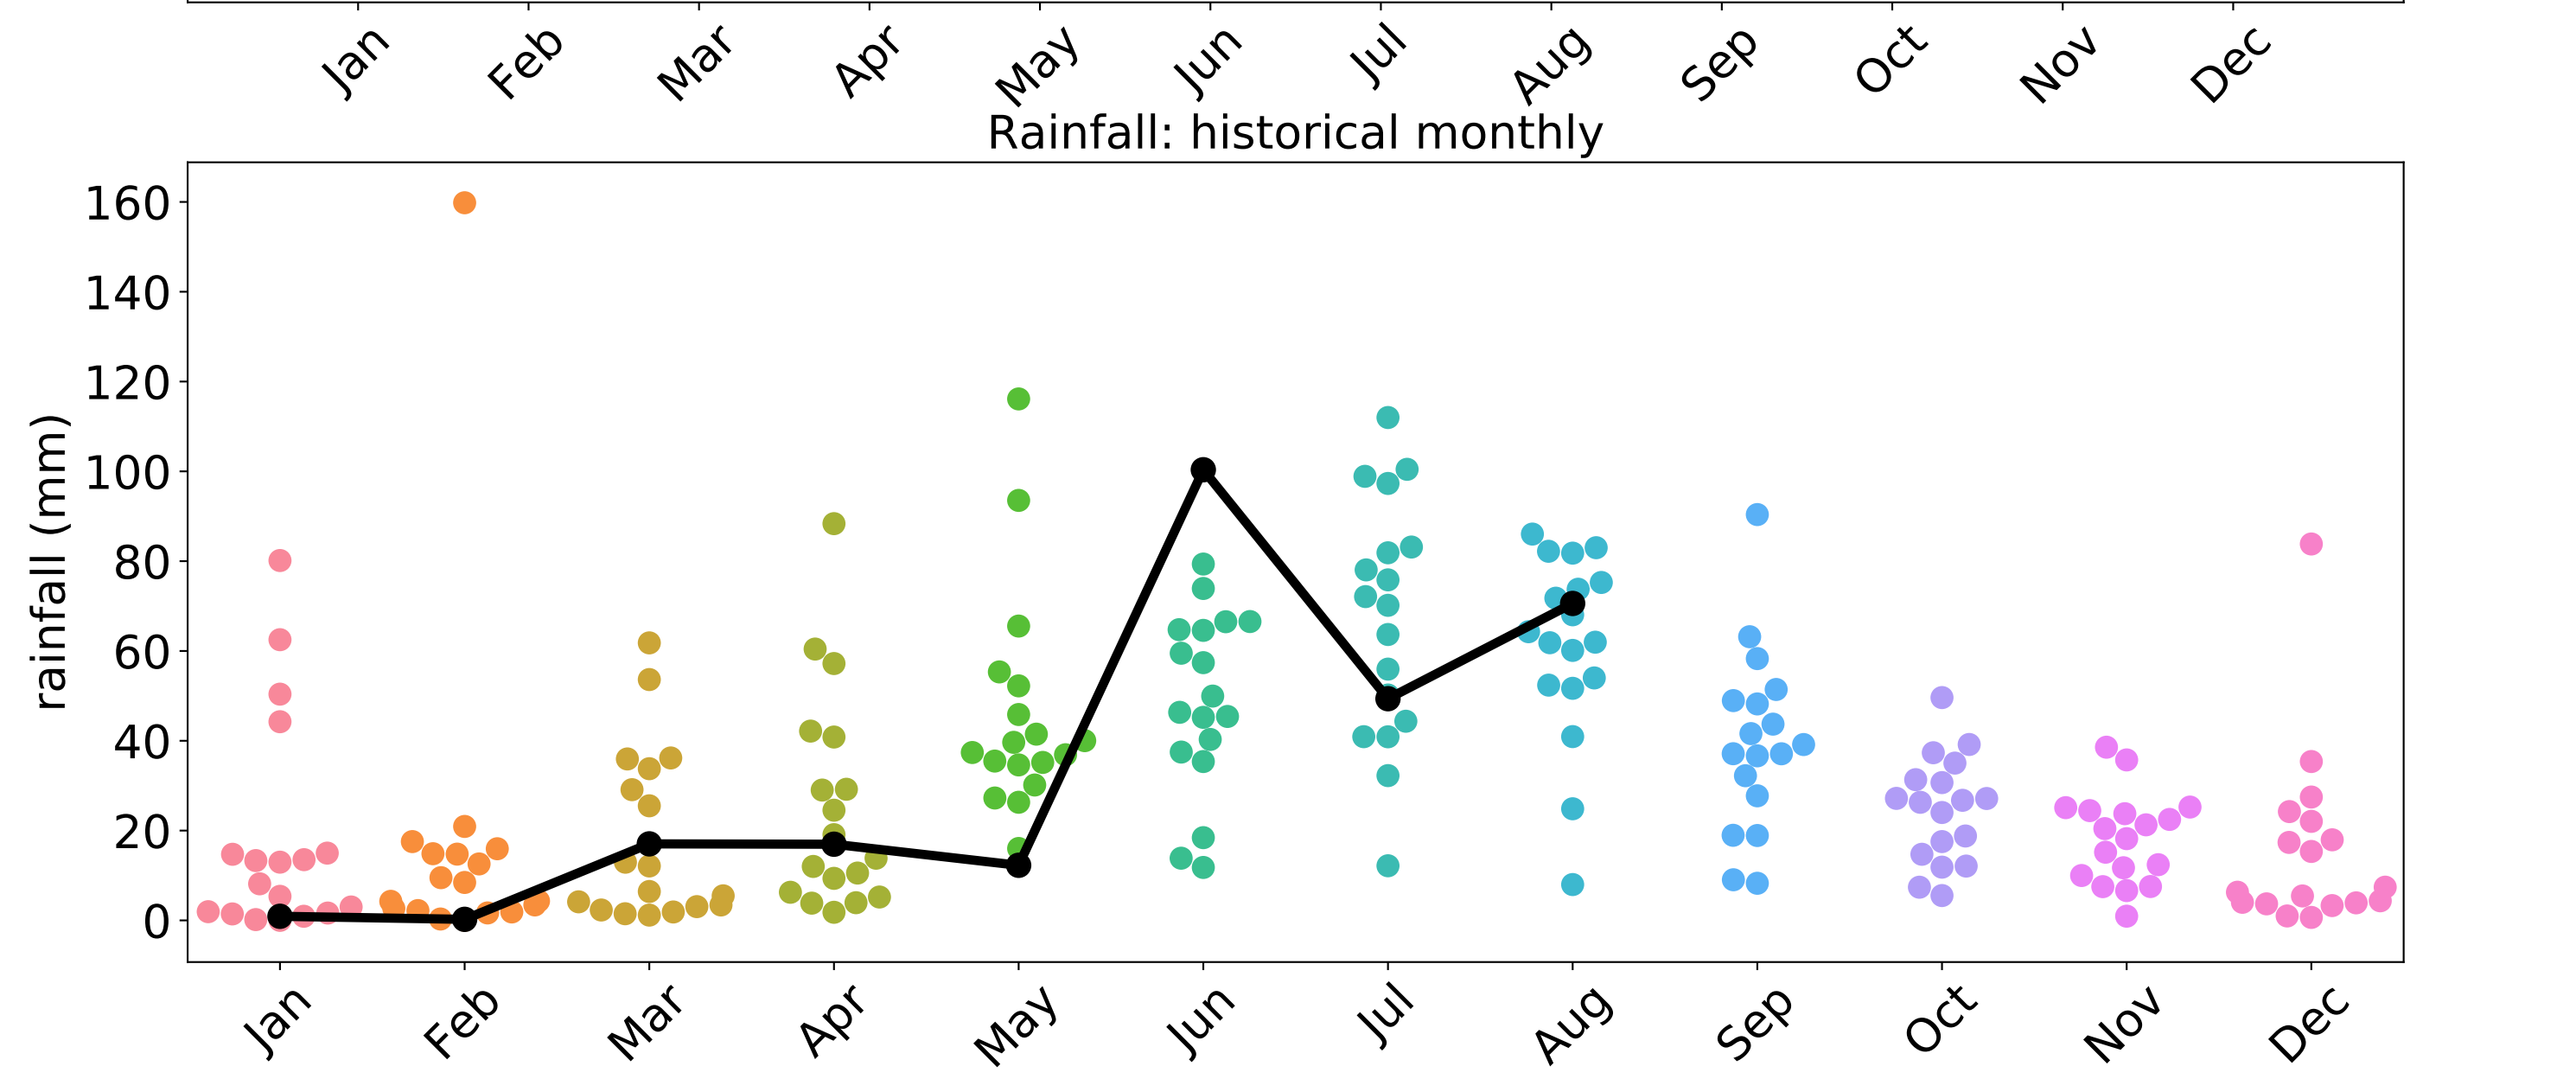 Jan Feb Mar Apr May Jun Jul Aug Sep Oct Nov Dec
Rainfall: historical monthly
160
140
120
100
80
60
40
20
0
rainfall (mm)
Jan Feb Mar Apr May Jun Jul Aug Sep Oct Nov Dec